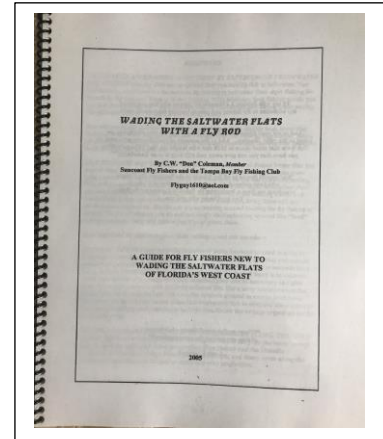 WADING THE SALTWATER FLATS
WITH A FLY ROD
By C.W. "Don" Coleman, Member
Suncoast Fly Fishers and the Tampa Bay Fly Fishing Club
A GUIDE FOR FLY FISHERS NEW TO
WADING THE SALTWATER FLATS
OF FLORIDA'S WEST COAST
2005